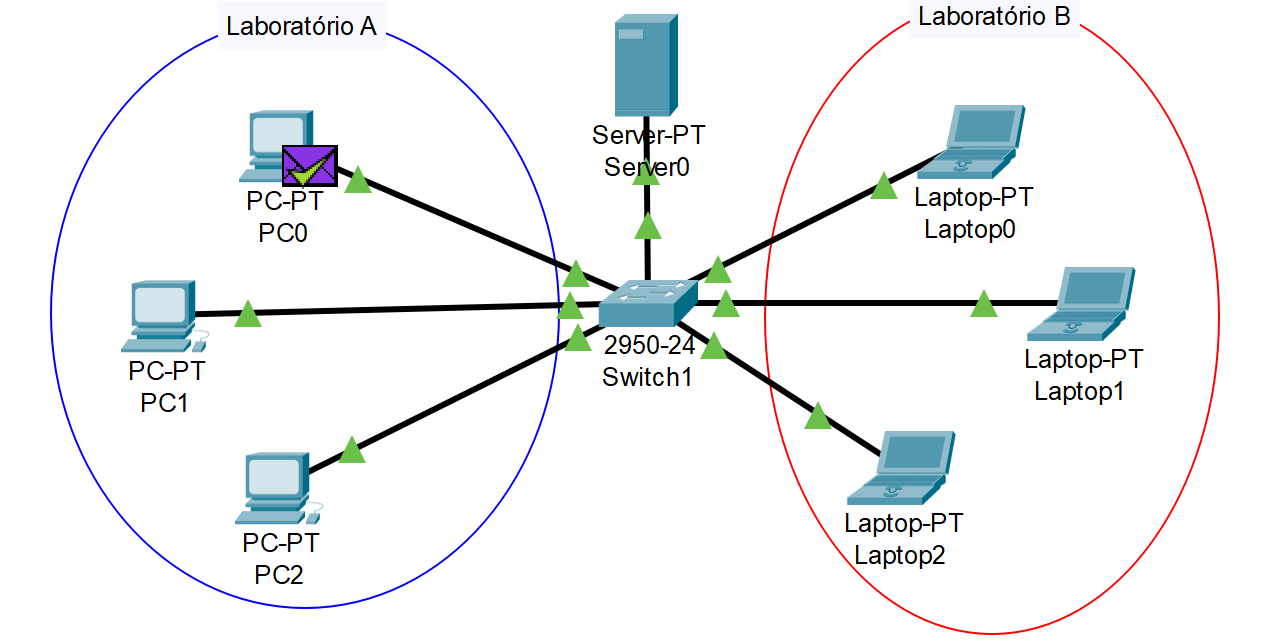 Laboratório A
Laboratório B
Server-PT
Server0
PC-PT
PC0
Laptop-PT
Laptop0
PC-PT
PC1
2950-24
Switch1
Laptop-PT
Laptop1
PC-PT
PC2
Laptop-PT
Laptop2